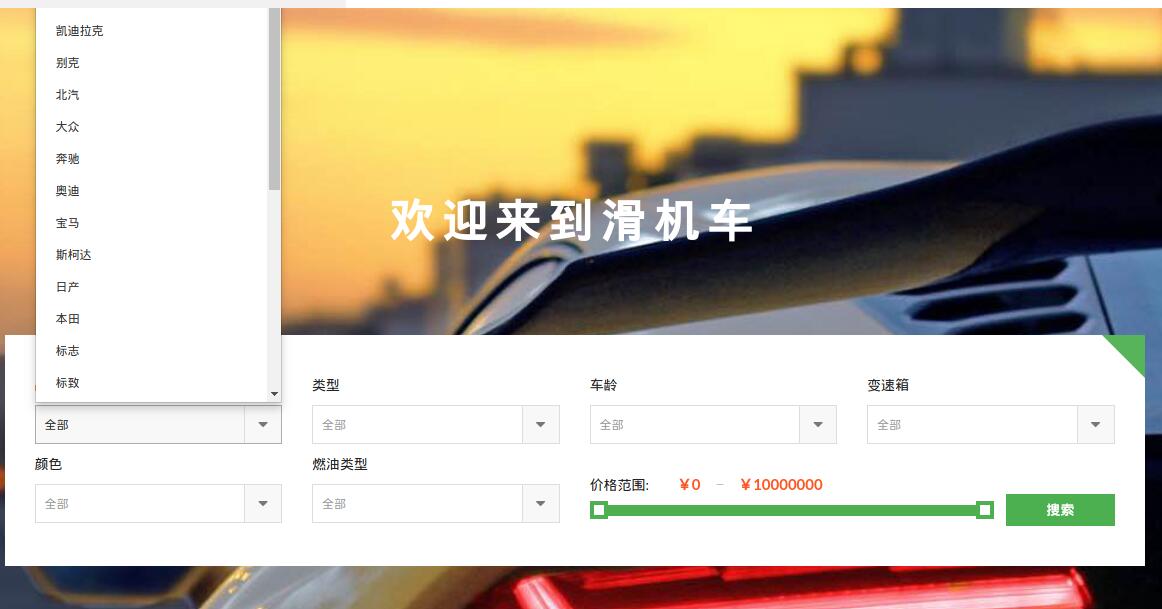 凯迪拉克
别克
北汽
大众
奔驰
奥迪
宝马
斯柯达
日产
本田
标志
标致
欢迎来到滑机车
类型
车龄
变速箱
全部
全部
全部
全部
颜色
燃油类型
全部
全部
价格范围: ￥0 – ￥10000000
搜索